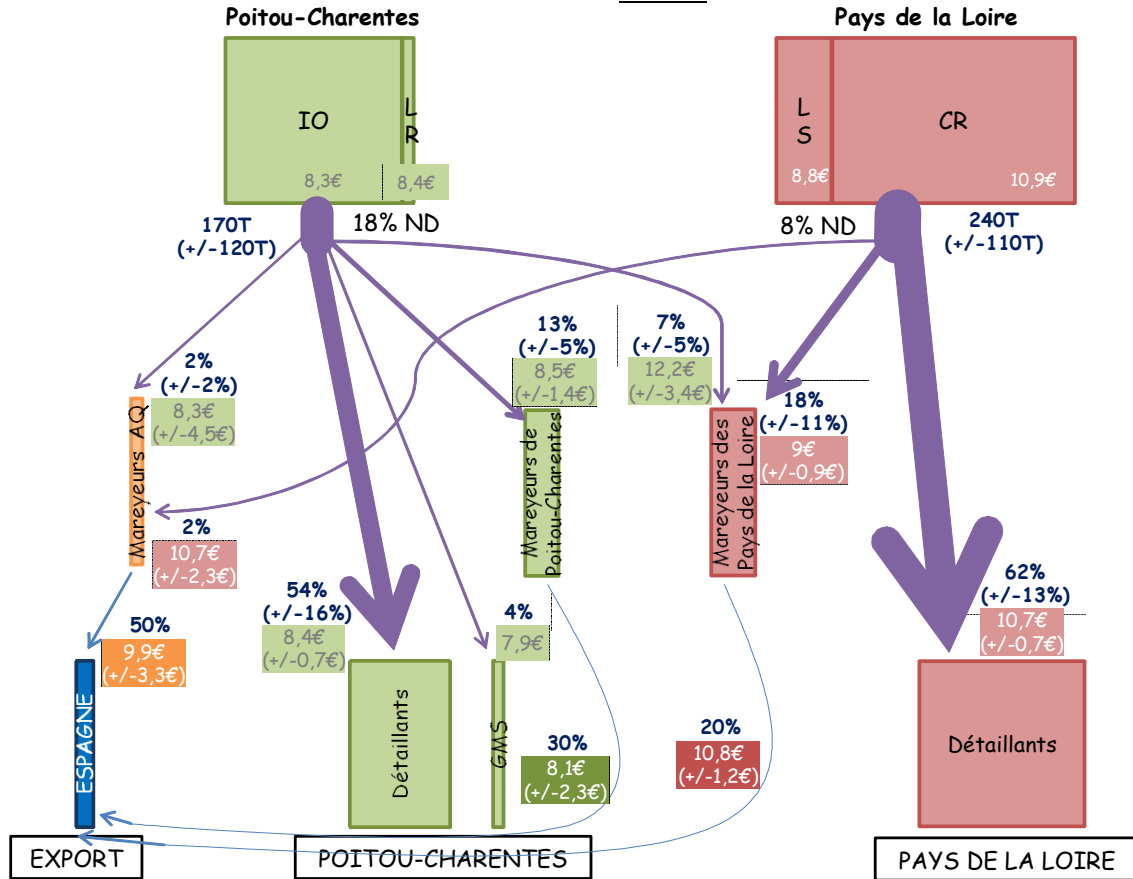 Poitou-Charentes
Pays de la Loire
IO
L
R
L
S
CR
8,3€
8,4€
8,8€
10,9€
170T
(+/-120T)
18% ND
8% ND
240T
(+/-110T)
13%
(+/-5%)
8,5€
(+/-1,4€)
7%
(+/-5%)
12,2€
(+/-3,4€)
2%
(+/-2%)
8,3€
(+/-4,5€)
18%
(+/-11%)
9€
(+/-0,9€)
Mareyeurs AQ
Mareyeurs de
Poitou-Charentes
Mareyeurs des
Pays de la Loire
2%
10,7€
(+/-2,3€)
54%
(+/-16%)
8,4€
(+/-0,7€)
4%
7,9€
62%
(+/-13%)
10,7€
(+/-0,7€)
50%
9,9€
(+/-3,3€)
ESPAGNE
Détaillants
GMS
30%
8,1€
(+/-2,3€)
20%
10,8€
(+/-1,2€)
Détaillants
EXPORT
POITOU-CHARENTES
PAYS DE LA LOIRE